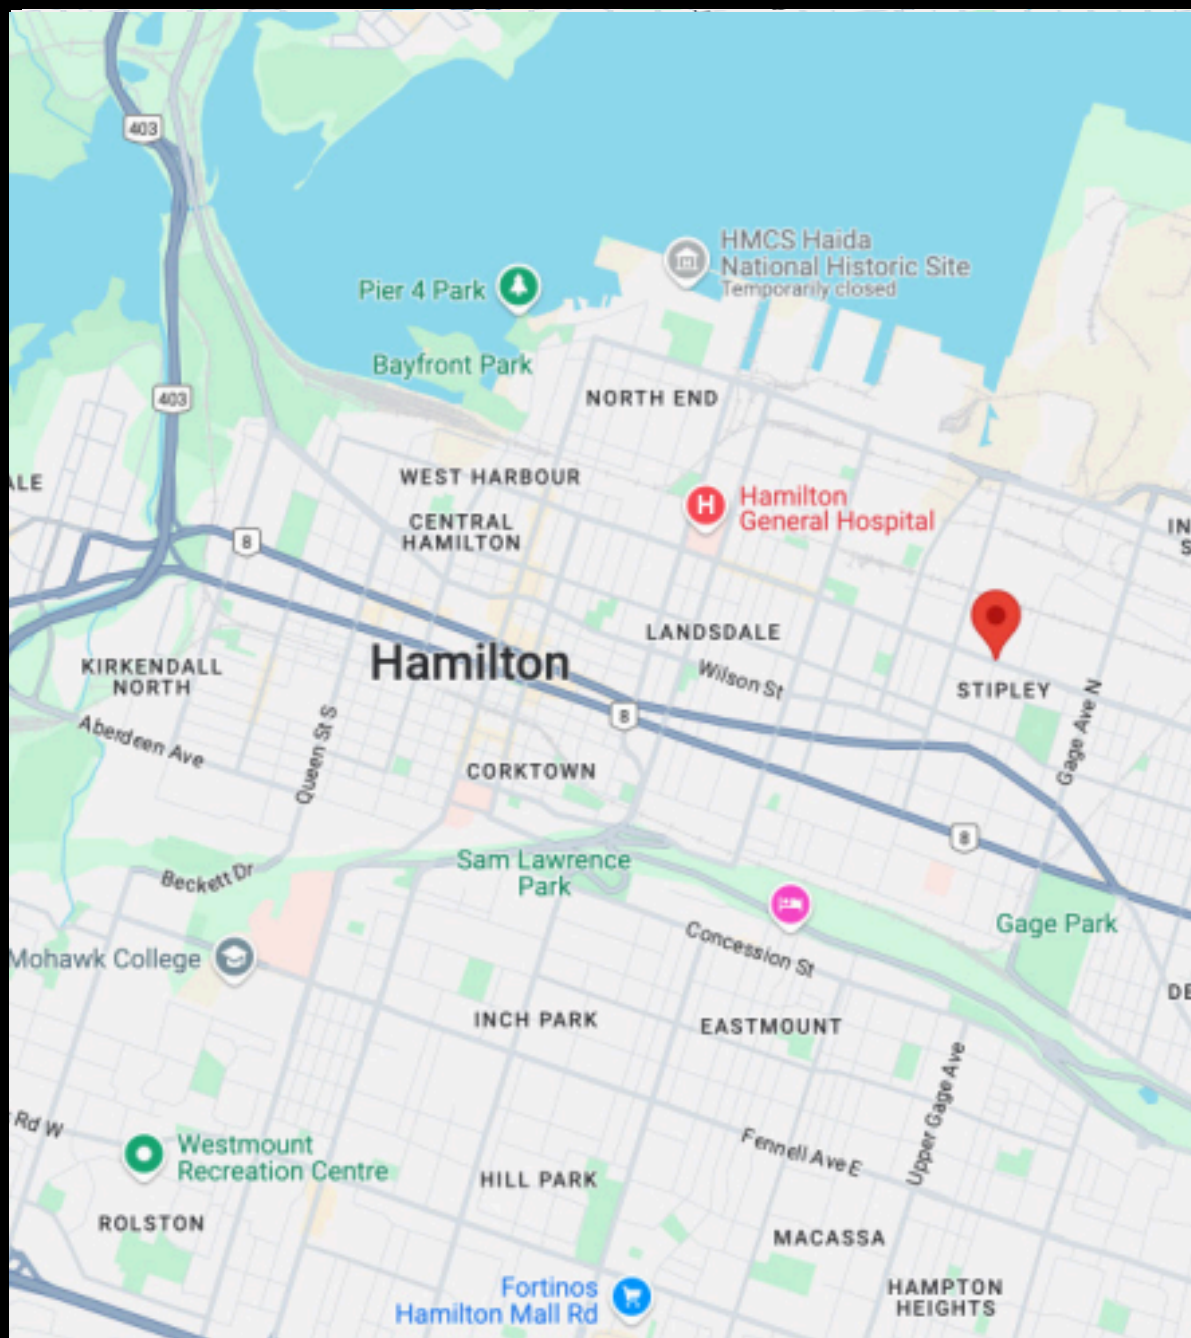 403
HMCS Haida
National Historic Site
Temporarily closed
Pier 4 Park
Bayfront Park
403
NORTH END
WEST HARBOUR
ALE
H
Hamilton
General Hospital
CENTRAL
HAMILTON
IN
S
8
LANDSDALE
Hamilton
KIRKENDALL
NORTH
Wilson St
STIPLEY
8
Gage Ave N
Aberdeen Ave
Queen St S
CORKTOWN
8
Sam Lawrence
Park
Beckett Dr
Gage Park
Concession St
Mohawk College
DE
INCH PARK
EASTMOUNT
Upper Gage Ave
Rd W
Westmount
Recreation Centre
Fennell Ave E
HILL PARK
ROLSTON
MACASSA
Fortinos
Hamilton Mall Rd
HAMPTON
HEIGHTS